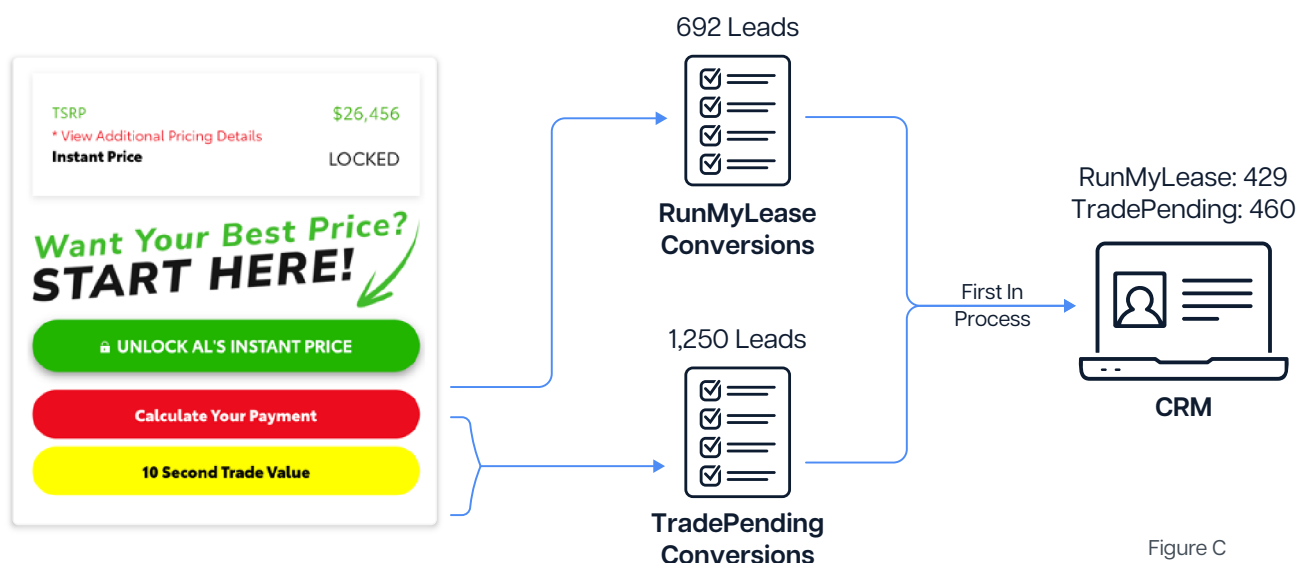 692 Leads
TSRP $26,456
* View Additional Pricing Details
Instant Price LOCKED
Want Your Best Price?
START HERE!
UNLOCK AL'S INSTANT PRICE
Calculate Your Payment
10 Second Trade Value
RunMyLease
Conversions
1,250 Leads
TradePending
Conversions
First In
Process
RunMyLease: 429
TradePending: 460
CRM
Figure C